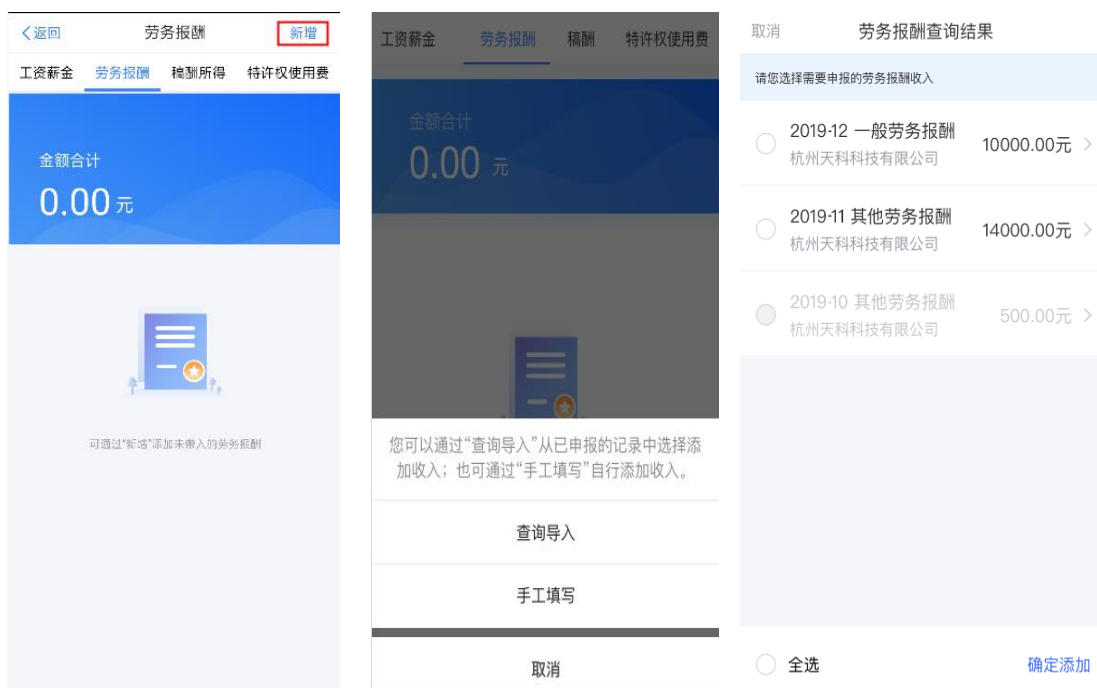 返回
劳务报酬
新增
工资薪金
劳务报酬
稿酬所得
特许权使用费
金额合计
0.00元
可通过“新增”添加未带入的劳务报酬
工资薪金
劳务报酬
稿酬
特许权使用费
金额合计
0.00 元
您可以通过“查询导入”从已申报的记录中选择添
加收入；也可通过“手工填写”自行添加收入。
查询导入
手工填写
取消
取消
劳务报酬查询结果
请您选择需要申报的劳务报酬收入
2019-12 一般劳务报酬
10000.00元
杭州天科科技有限公司
2019-11 其他劳务报酬
14000.00元
杭州天科科技有限公司
2019-10 其他劳务报酬
500.00元
杭州天科科技有限公司
全选
确定添加